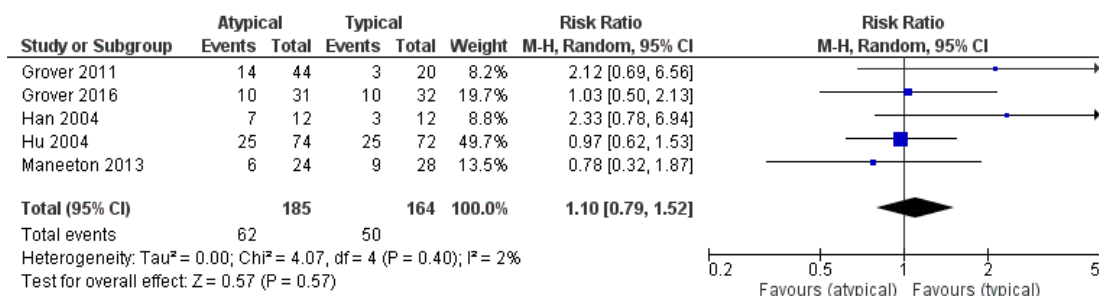 Atypical Typical Risk Ratio Risk Ratio
Study or Subgroup Events Total Events Total Weight M-H, Random, 95% CI M-H, Random, 95% CI
Grover 2011 14 44 3 20 8.2% 2.12 [0.69, 6.56]
Grover 2016 10 31 10 32 19.7% 1.03 [0.50, 2.13]
Han 2004 7 12 3 12 8.8% 2.33 [0.78, 6.94]
Hu 2004 25 74 25 72 49.7% 0.97 [0.62, 1.53]
Maneeton 2013 6 24 9 28 13.5% 0.78 [0.32, 1.87]
Total (95% CI) 185 164 100.0% 1.10 [0.79, 1.52]
Total events 62 50
Heterogeneity: Tau² = 0.00; Chi² = 4.07, df = 4 (P = 0.40); I² = 2%
Test for overall effect: Z = 0.57 (P = 0.57)
0.2 0.5 1 2 5
Favours (atypical) Favours (typical)